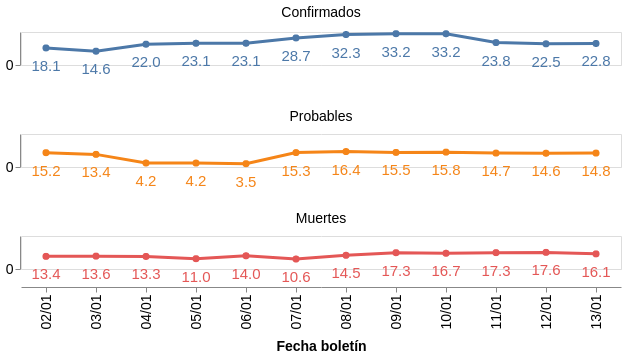 Confirmados
0
18.1 14.6 22.0 23.1 23.1 28.7 32.3 33.2 33.2 23.8 22.5 22.8
Probables
0
15.2 13.4 4.2 4.2 3.5 15.3 16.4 15.5 15.8 14.7 14.6 14.8
Muertes
0
13.4 13.6 13.3 11.0 14.0 10.6 14.5 17.3 16.7 17.3 17.6 16.1
02/01 03/01 04/01 05/01 06/01 07/01 08/01 09/01 10/01 11/01 12/01 13/01
Fecha boletín